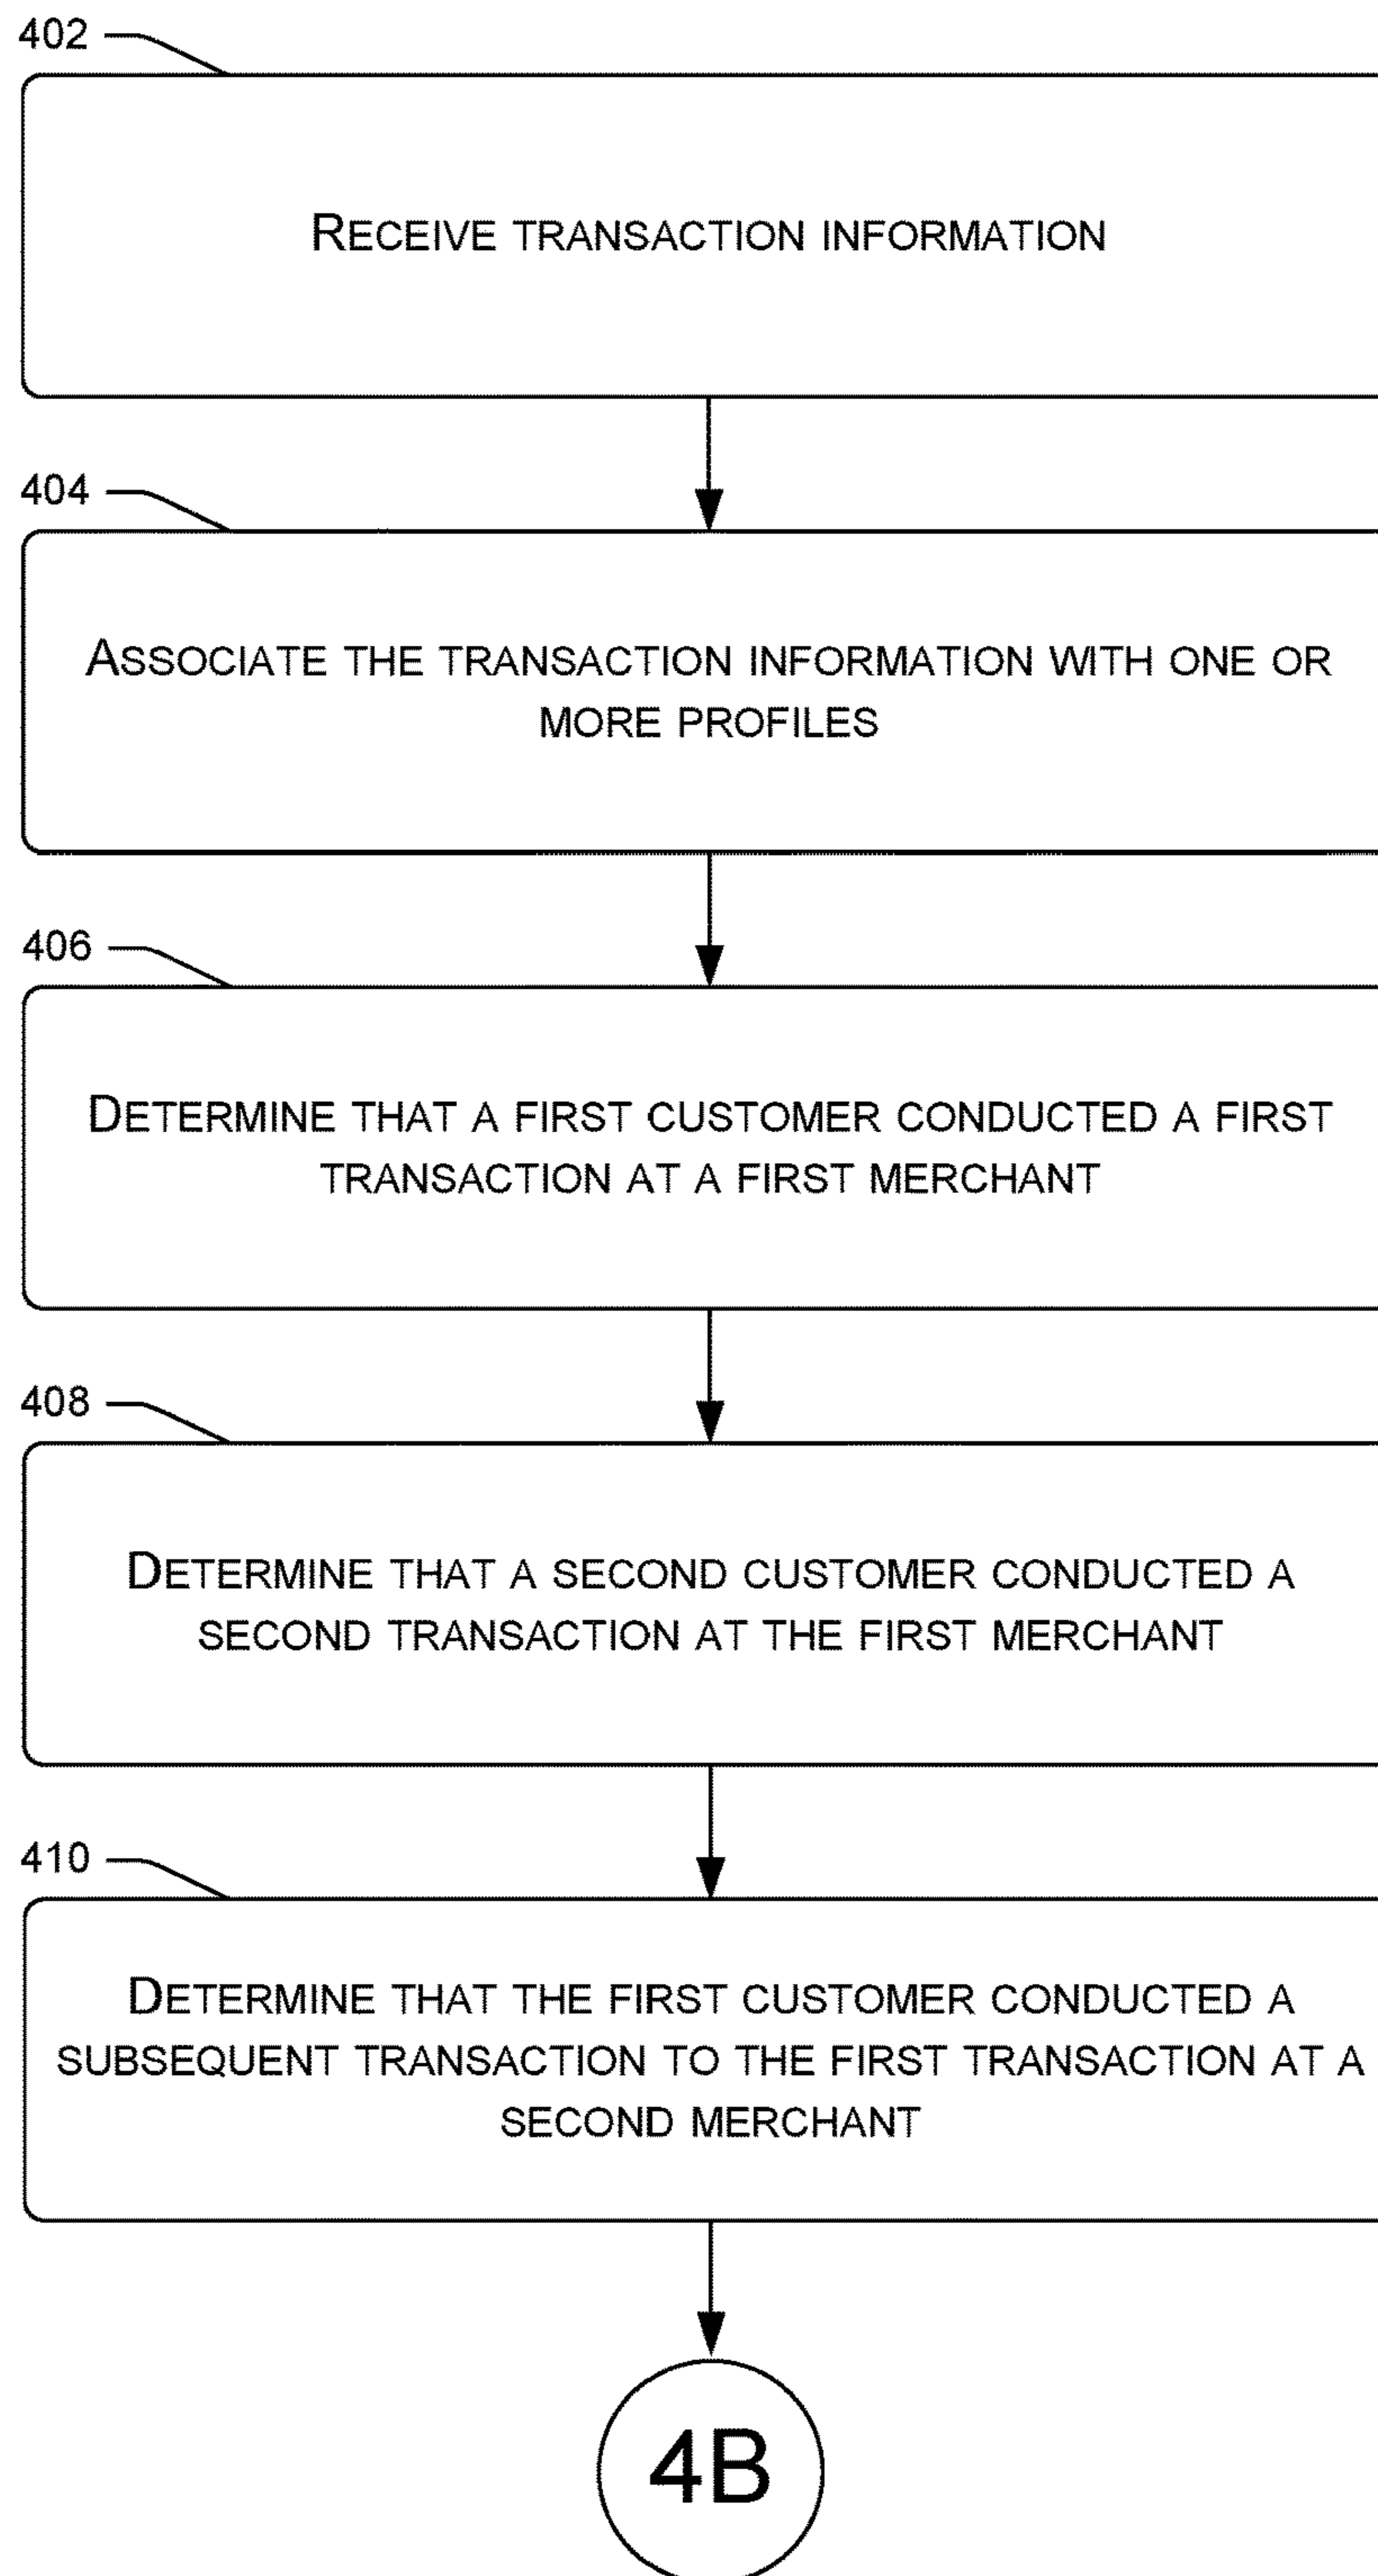 402
RECEIVE TRANSACTION INFORMATION
404
ASSOCIATE THE TRANSACTION INFORMATION WITH ONE OR
MORE PROFILES
406
DETERMINE THAT A FIRST CUSTOMER CONDUCTED A FIRST
TRANSACTION AT A FIRST MERCHANT
408
DETERMINE THAT A SECOND CUSTOMER CONDUCTED A
SECOND TRANSACTION AT THE FIRST MERCHANT
410
DETERMINE THAT THE FIRST CUSTOMER CONDUCTED A
SUBSEQUENT TRANSACTION TO THE FIRST TRANSACTION AT A
SECOND MERCHANT
4B